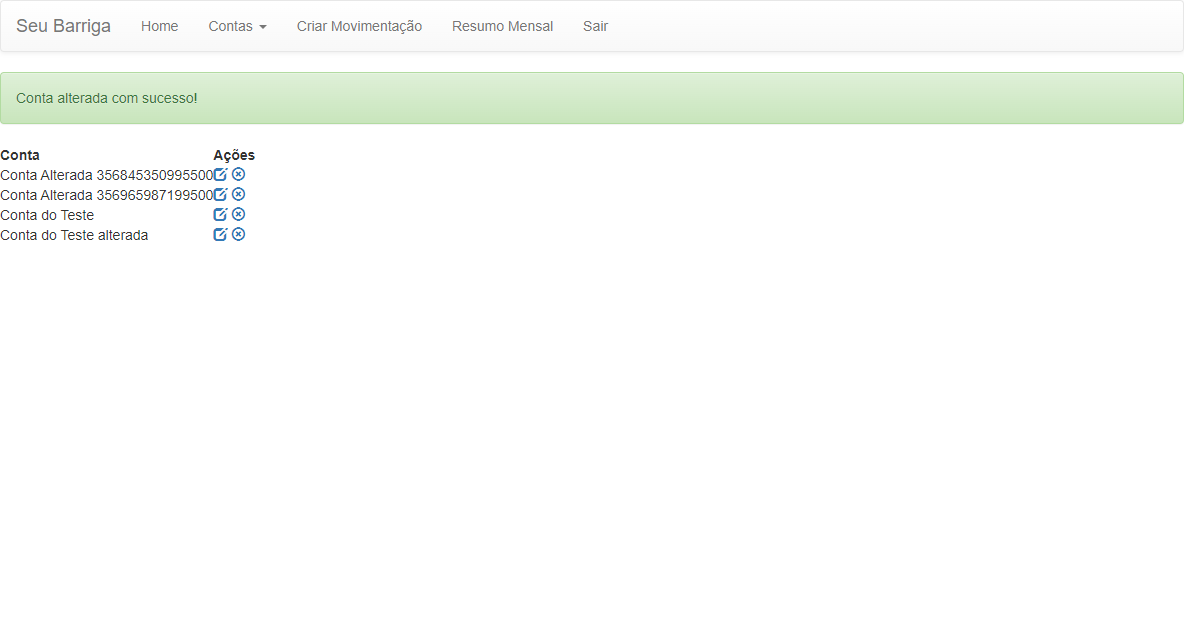 Seu Barriga Home Contas Criar Movimentação Resumo Mensal Sair
Conta alterada com sucesso!
Conta Ações
Conta Alterada 356845350995500
Conta Alterada 356965987199500
Conta do Teste
Conta do Teste alterada